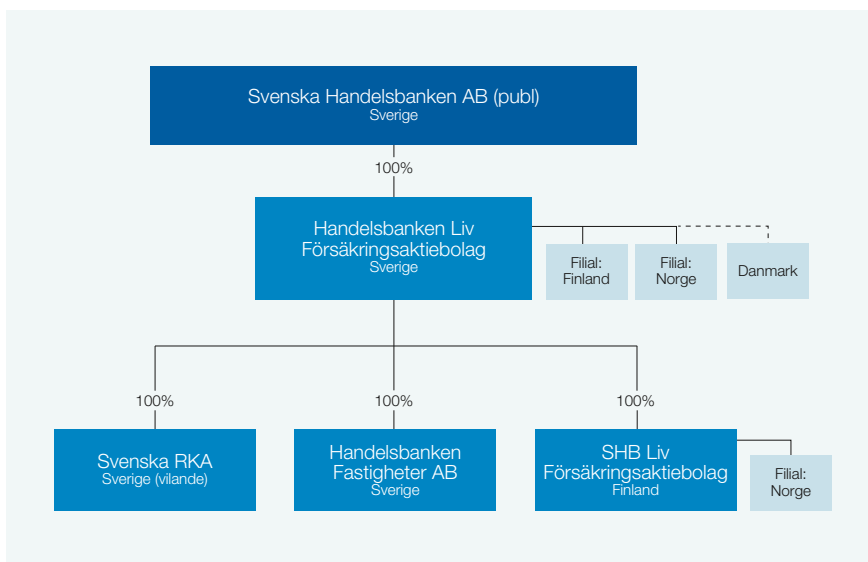 Svenska Handelsbanken AB (publ)
Sverige
100%
Handelsbanken Liv
Försäkringsaktiebolag
Sverige
Filial:
Finland
Filial:
Norge
Danmark
100%
100%
100%
Svenska RKA
Sverige (vilande)
Handelsbanken
Fastigheter AB
Sverige
SHB Liv
Försäkringsaktiebolag
Finland
Filial:
Norge